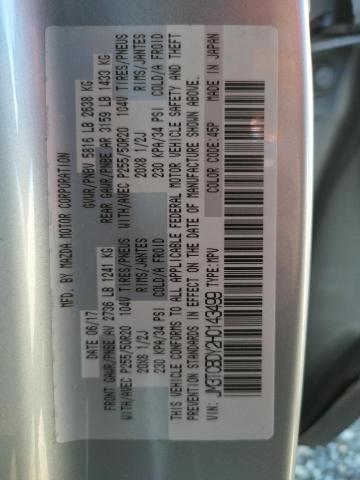 MFD. BY MAZDA MOTOR CORPORATION
DATE 06/17 GVWR/PNBV 5816 LB 2638 KG
FRONT GAWR/PNBE AV 2736 LB 1241 KG REAR GAWR/PNBE AR 3159 LB 1433 KG
WITH/AVEC P255/50R20 104V TIRES/PNEUS WITH/AVEC P255/50R20 104V TIRES/PNEUS
20X8 1/2J RIMS/JANTES 20X8 1/2J RIMS/JANTES
230 KPA/34 PSI COLD/A FROID 230 KPA/34 PSI COLD/A FROID
THIS VEHICLE CONFORMS TO ALL APPLICABLE FEDERAL MOTOR VEHICLE SAFETY AND THEFT
PREVENTION STANDARDS IN EFFECT ON THE DATE OF MANUFACTURE SHOWN ABOVE.
VIN: JM3TCBDY2H0143499 TYPE: MPV COLOR CODE: 45P MADE IN JAPAN